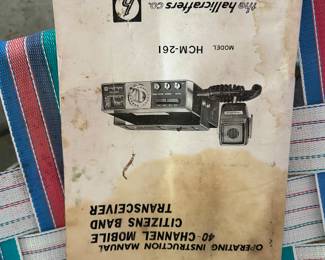 OPERATING INSTRUCTION MANUAL
40-CHANNEL MOBILE
CITIZENS BAND
TRANSCEIVER
MODEL HCM-261
the hallicrafters co.
h